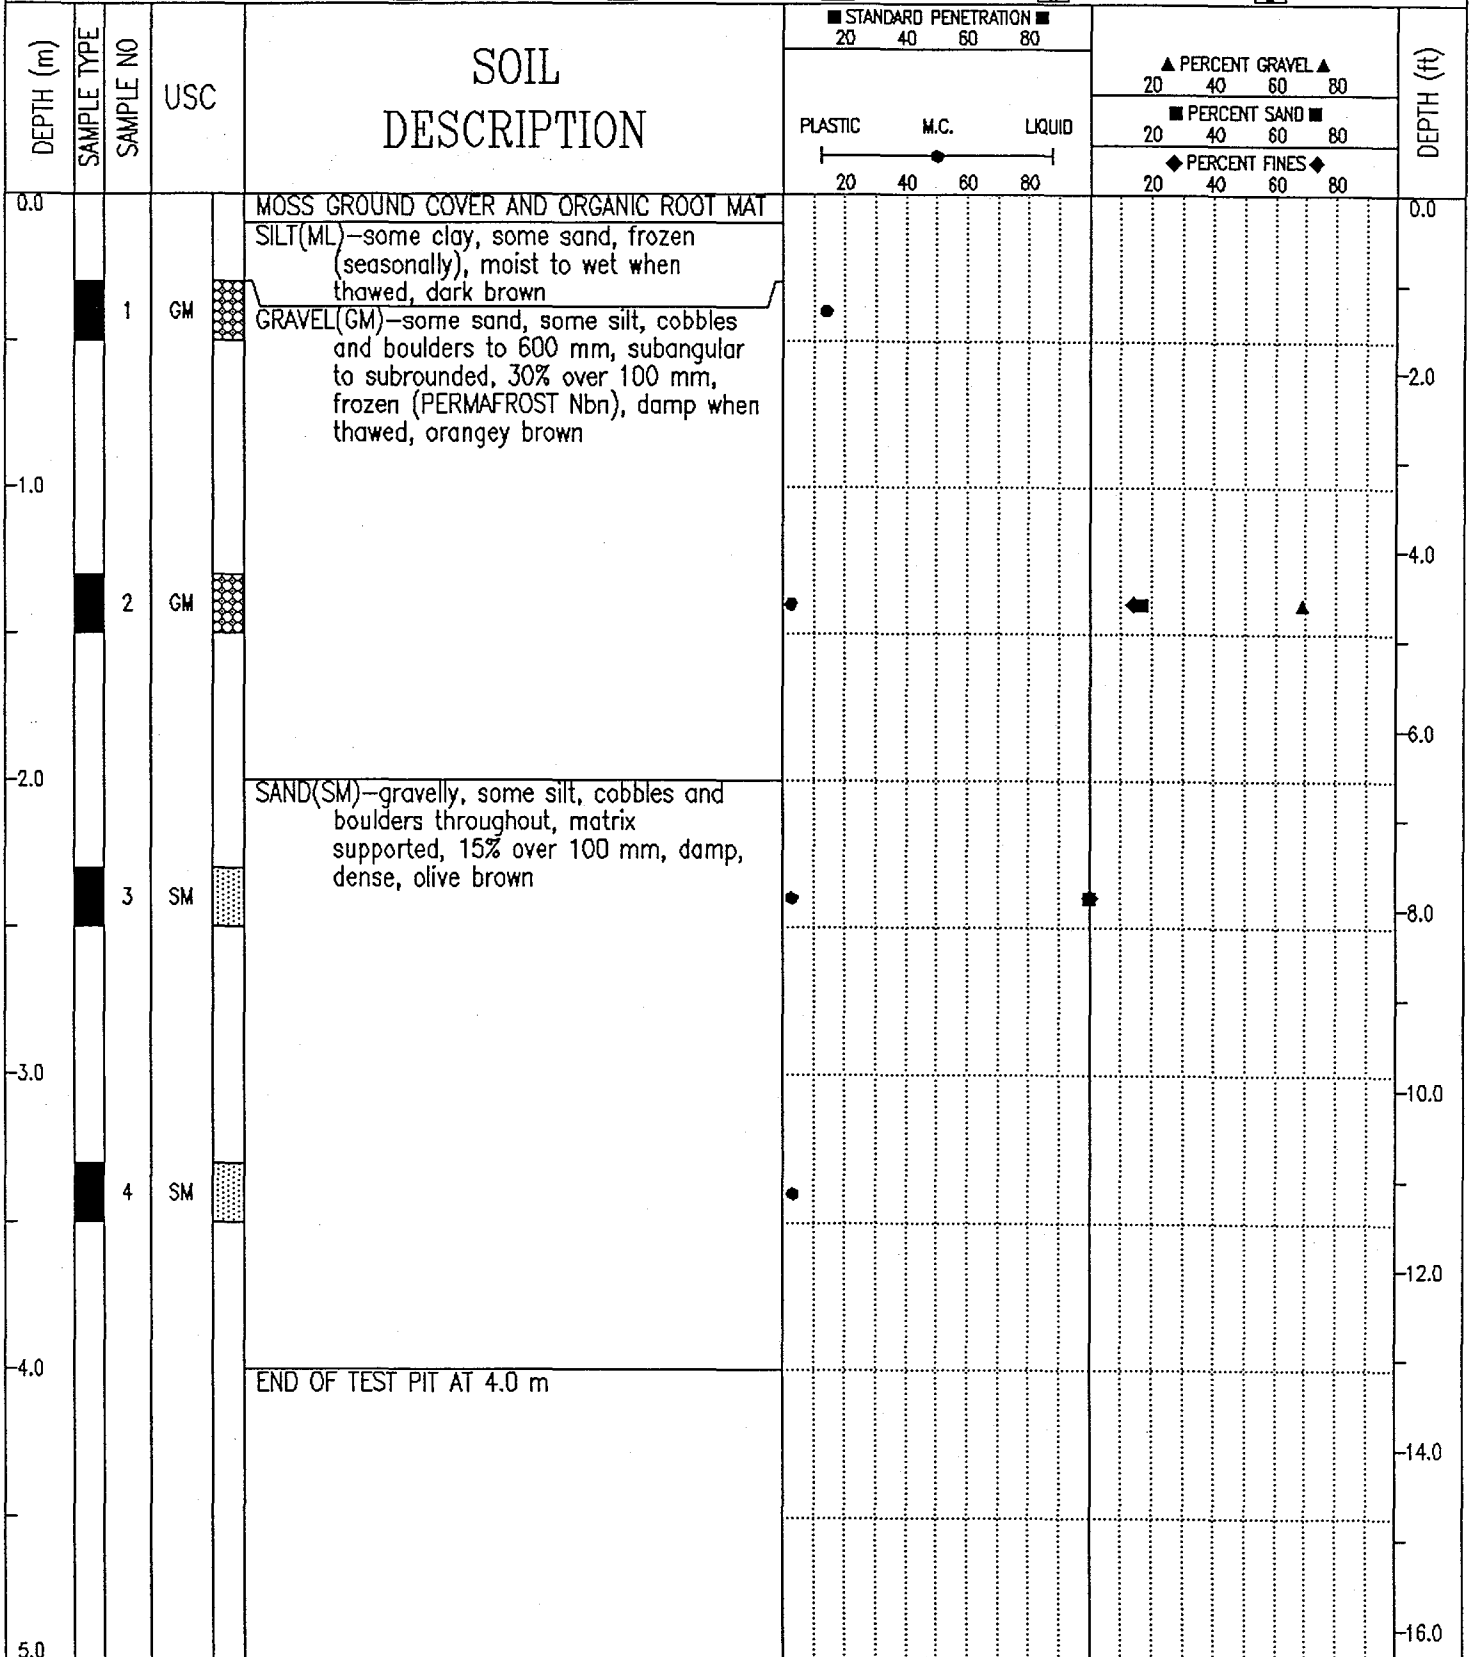 DEPTH (m)
SAMPLE TYPE
SAMPLE NO
USC
SOIL
DESCRIPTION
■ STANDARD PENETRATION ■
20 40 60 80
PLASTIC M.C. LIQUID
20 40 60 80
▲ PERCENT GRAVEL ▲
20 40 60 80
■ PERCENT SAND ■
20 40 60 80
◆ PERCENT FINES ◆
20 40 60 80
DEPTH (ft)
0.0
MOSS GROUND COVER AND ORGANIC ROOT MAT
0.0
SILT(ML)–some clay, some sand, frozen
(seasonally), moist to wet when
thawed, dark brown
1 GM
GRAVEL(GM)–some sand, some silt, cobbles
and boulders to 600 mm, subangular
to subrounded, 30% over 100 mm,
frozen (PERMAFROST Nbn), damp when
thawed, orangey brown
2.0
1.0
4.0
2 GM
6.0
2.0
SAND(SM)–gravelly, some silt, cobbles and
boulders throughout, matrix
supported, 15% over 100 mm, damp,
dense, olive brown
3 SM
8.0
3.0
10.0
4 SM
12.0
4.0
END OF TEST PIT AT 4.0 m
14.0
16.0
5.0